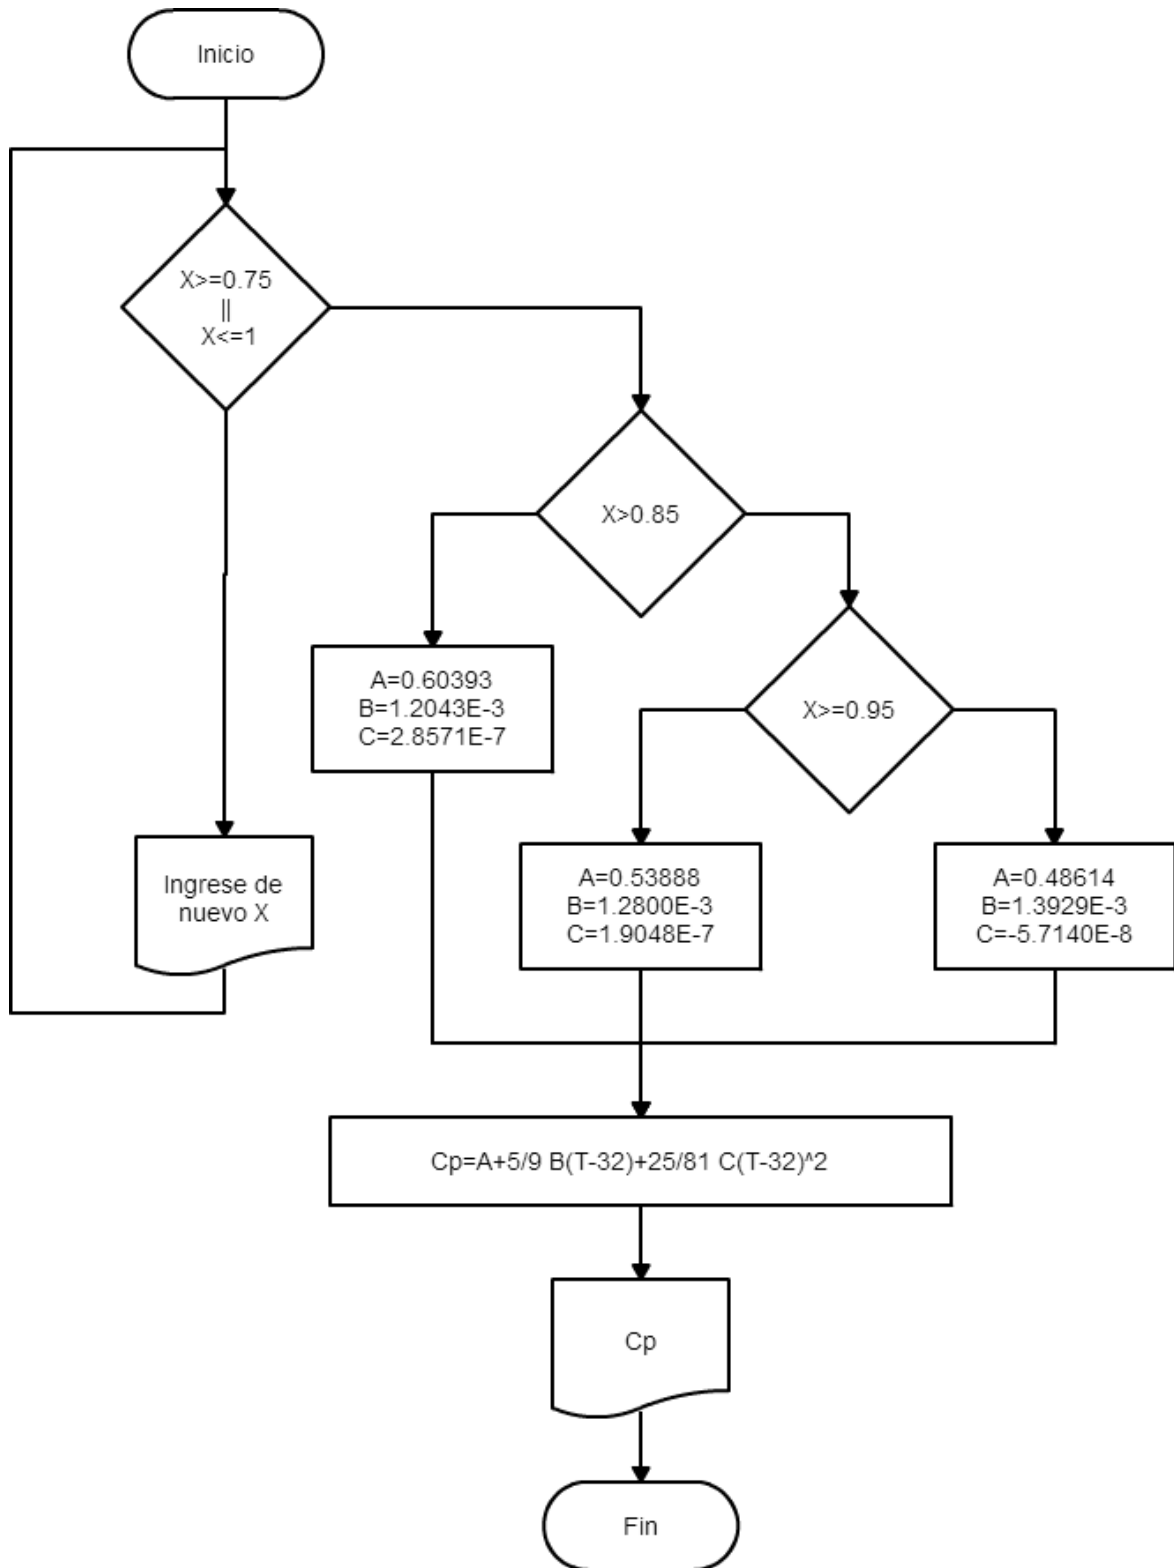 Inicio
X>=0.75
||
X<=1
X>0.85
A=0.60393
B=1.2043E-3
C=2.8571E-7
X>=0.95
Ingrese de
nuevo X
A=0.53888
B=1.2800E-3
C=1.9048E-7
A=0.48614
B=1.3929E-3
C=-5.7140E-8
Cp=A+5/9 B(T-32)+25/81 C(T-32)^2
Cp
Fin